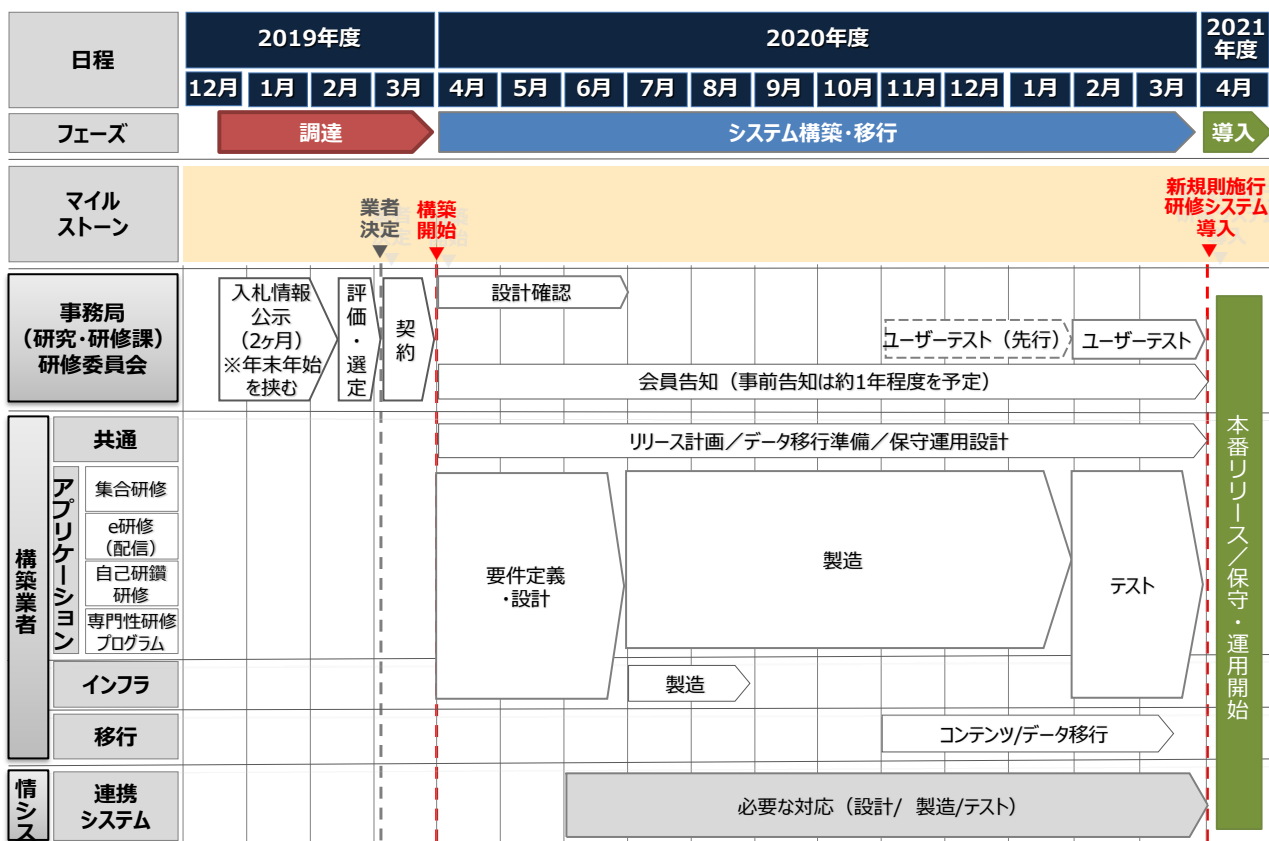 日程
2019年度
2020年度
2021
年度
12月
1月
2月
3月
4月
5月
6月
7月
8月
9月
10月
11月
12月
1月
2月
3月
4月
フェーズ
調達
システム構築・移行
導入
マイル
ストーン
業者
決定
構築
開始
新規則施行
研修システム
導入
事務局
（研究・研修課）
研修委員会
入札情報
公示
（2ヶ月）
※年末年始
を挟む
評価・選定
契約
設計確認
ユーザーテスト（先行）
ユーザーテスト
会員告知（事前告知は約1年程度を予定）
構築業者
共通
リリース計画／データ移行準備／保守運用設計
アプリケーション
集合研修
e研修
（配信）
自己研鑽
研修
専門性研修
プログラム
要件定義
・設計
製造
テスト
インフラ
製造
移行
コンテンツ/データ移行
情シス
連携
システム
必要な対応（設計/ 製造/テスト）
本番リリース／保守・運用開始